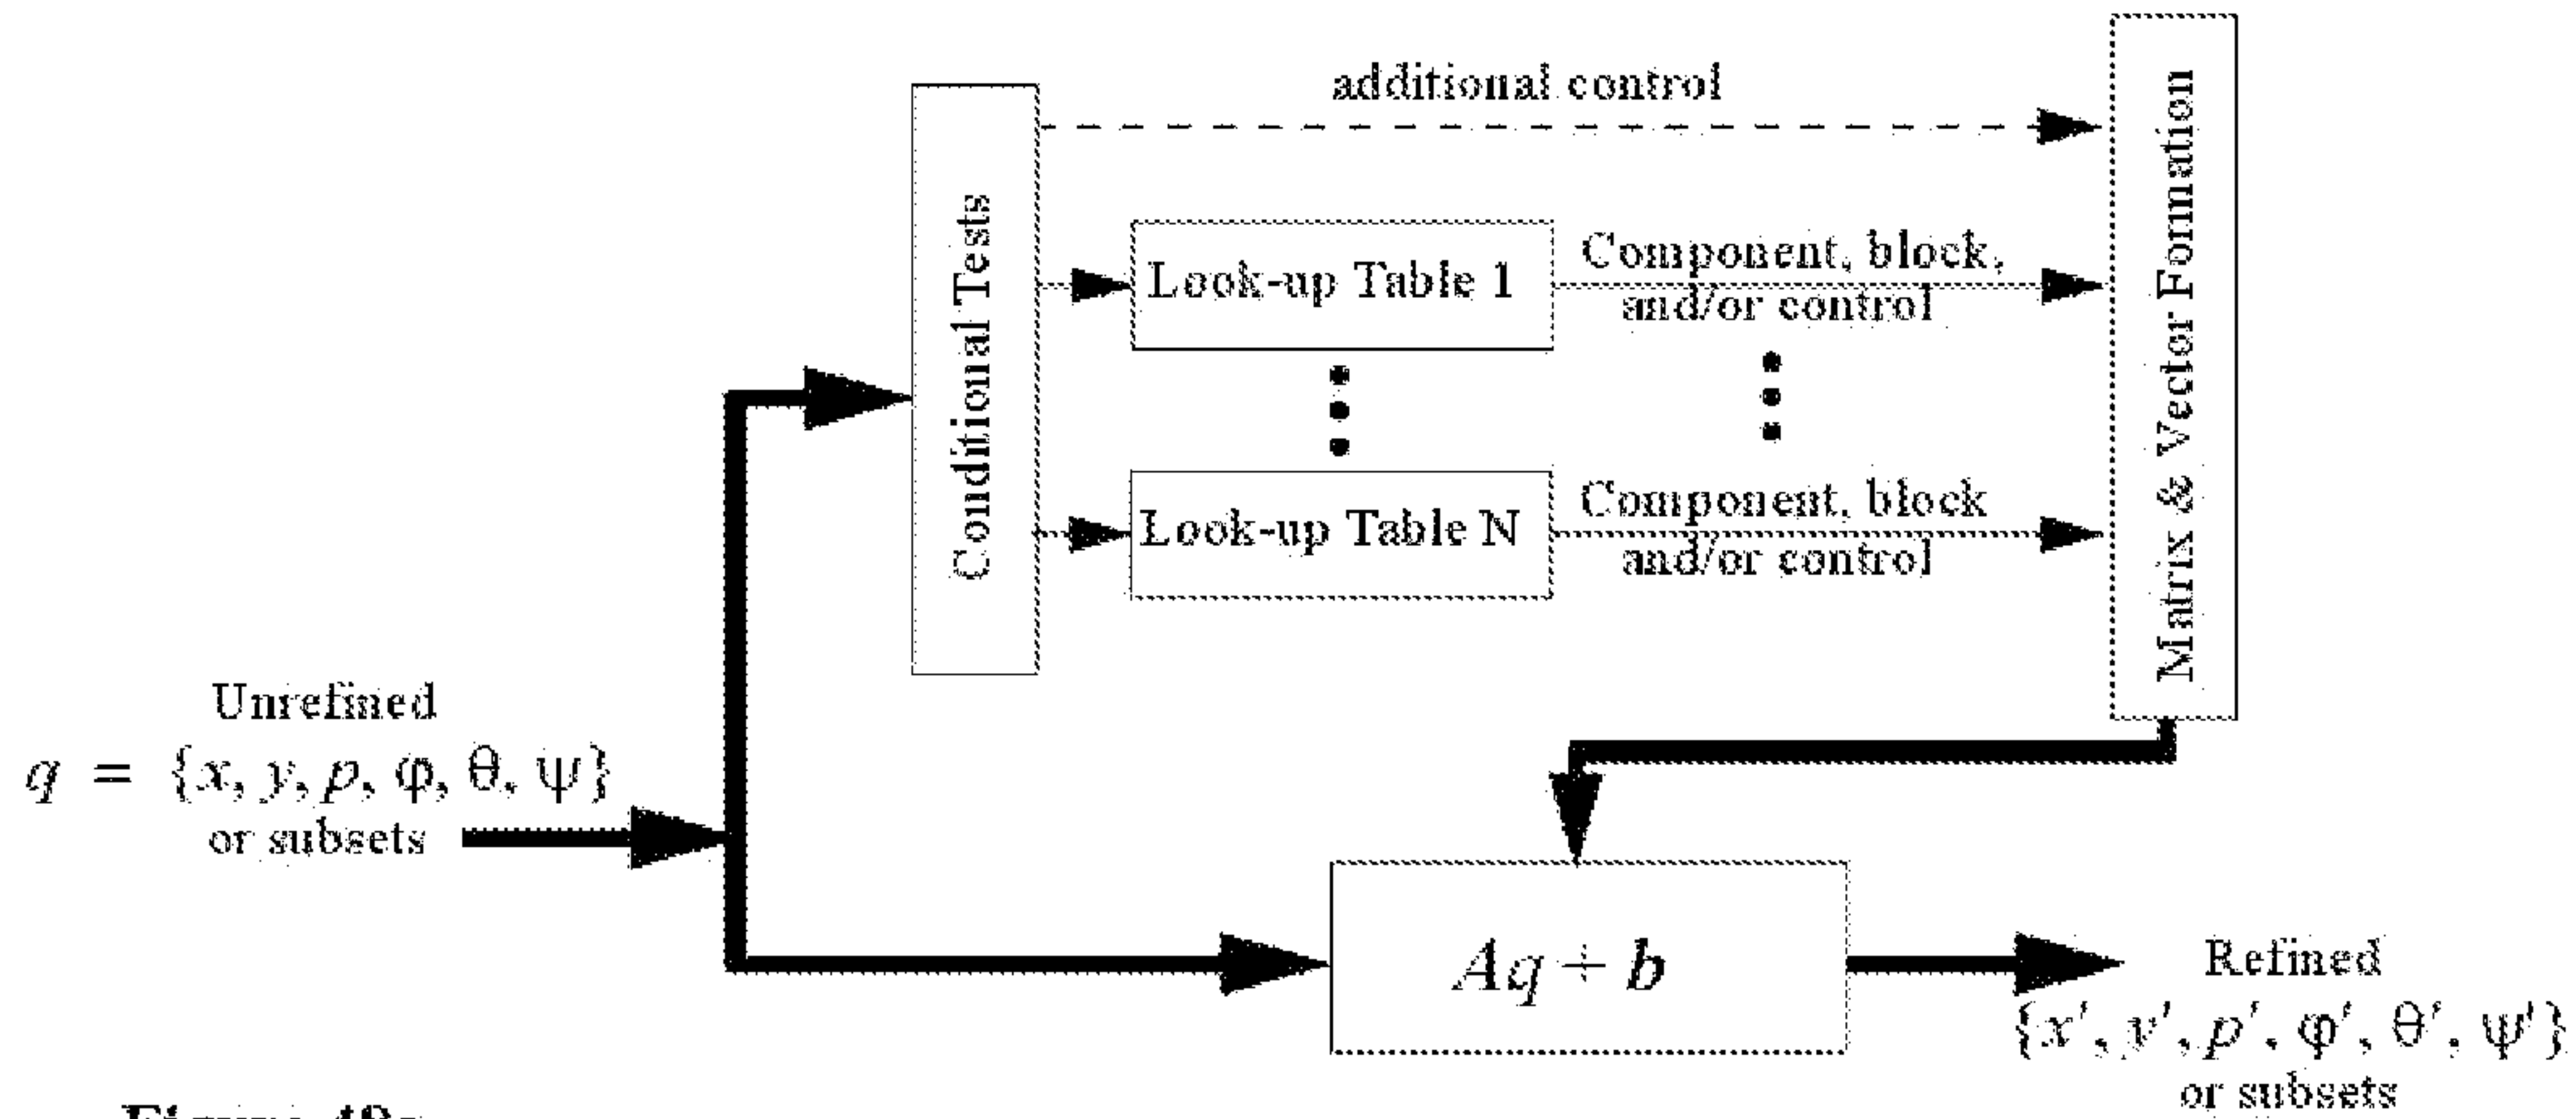 additional control
Conditional Tests
Look-up Table 1
Component, block,
and/or control
Look-up Table N
Component, block
and/or control
Matrix & Vector Formation
Unrefined
q = {x, y, p, φ, θ, ψ}
or subsets
Aq + b
Refined
{x′, y′, p′, φ′, θ′, ψ′}
or subsets